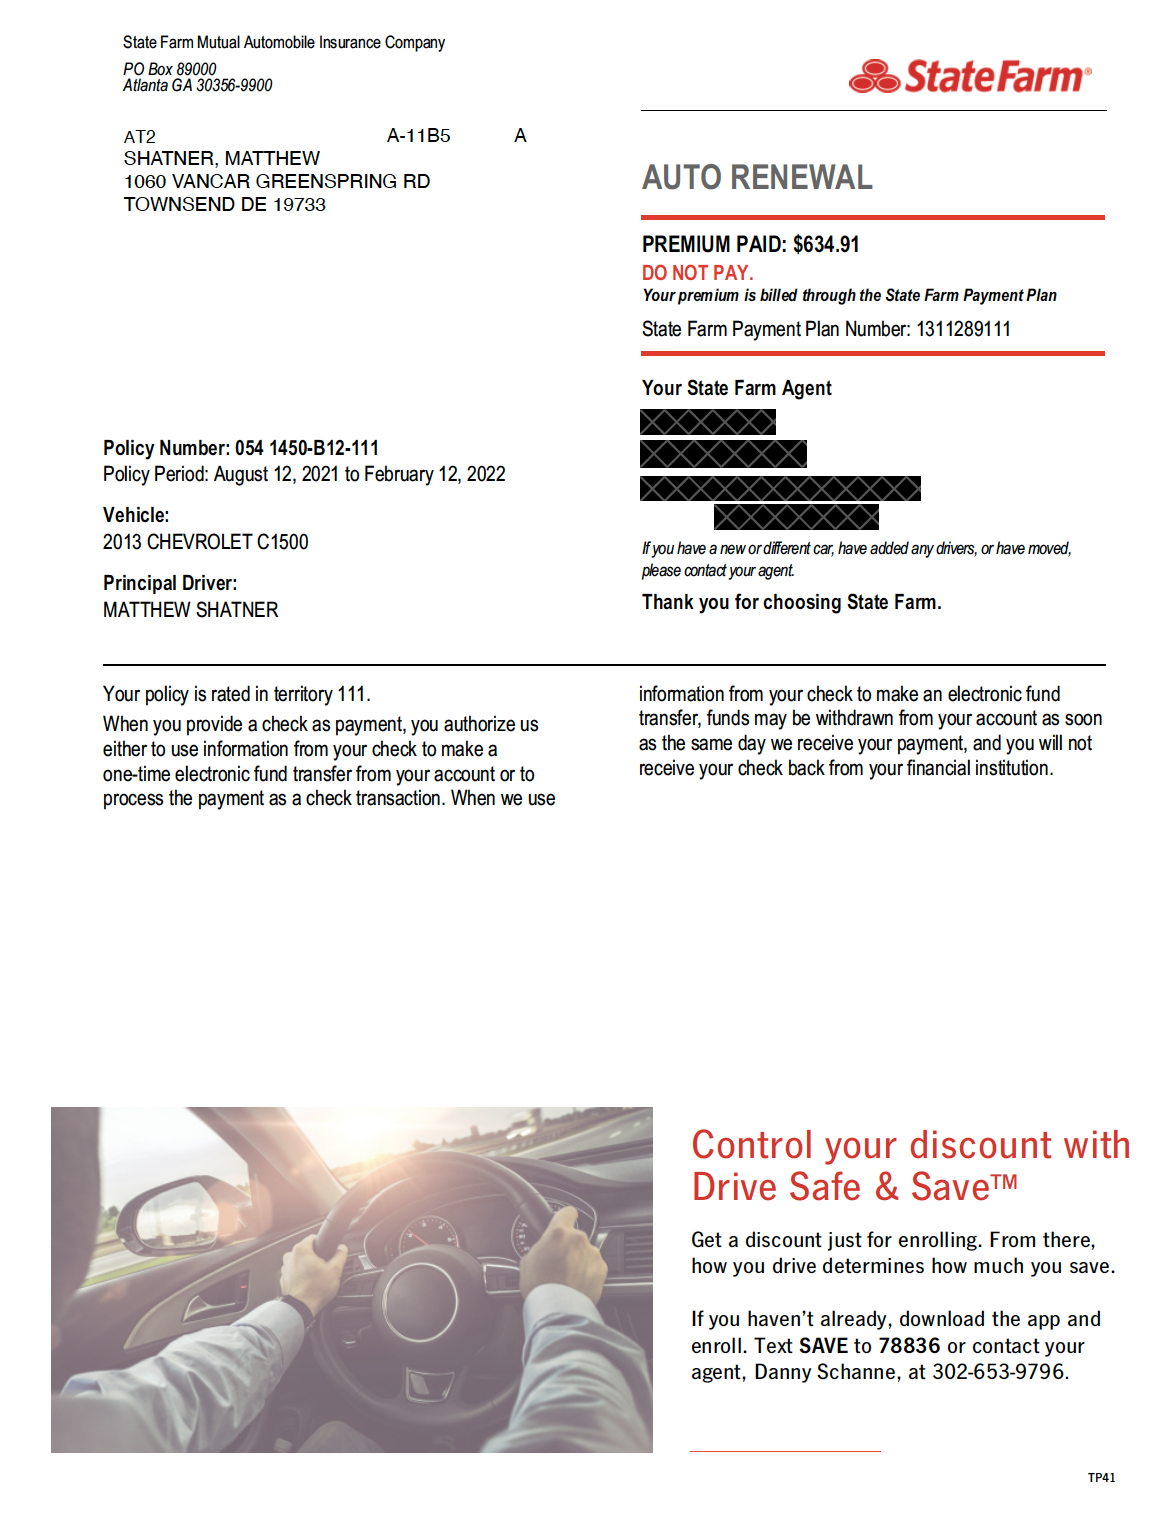 State Farm Mutual Automobile Insurance Company
PO Box 89000
Atlanta GA 30356-9900
StateFarm®
AT2 A-11B5 A
SHATNER, MATTHEW
1060 VANCAR GREENSPRING RD
TOWNSEND DE 19733
AUTO RENEWAL
PREMIUM PAID: $634.91
DO NOT PAY.
Your premium is billed through the State Farm Payment Plan
State Farm Payment Plan Number: 1311289111
Your State Farm Agent
If you have a new or different car, have added any drivers, or have moved,
please contact your agent.
Thank you for choosing State Farm.
Policy Number: 054 1450-B12-111
Policy Period: August 12, 2021 to February 12, 2022
Vehicle:
2013 CHEVROLET C1500
Principal Driver:
MATTHEW SHATNER
Your policy is rated in territory 111.
When you provide a check as payment, you authorize us
either to use information from your check to make a
one-time electronic fund transfer from your account or to
process the payment as a check transaction. When we use
information from your check to make an electronic fund
transfer, funds may be withdrawn from your account as soon
as the same day we receive your payment, and you will not
receive your check back from your financial institution.
Control your discount with
Drive Safe & Save™
Get a discount just for enrolling. From there,
how you drive determines how much you save.
If you haven't already, download the app and
enroll. Text SAVE to 78836 or contact your
agent, Danny Schanne, at 302-653-9796.
TP41